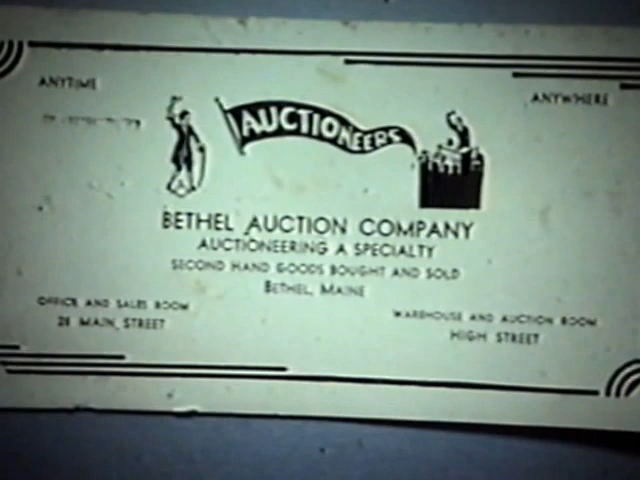 ANYTIME
ANYWHERE
AUCTIONEERS
BETHEL AUCTION COMPANY
AUCTIONEERING A SPECIALTY
SECOND HAND GOODS BOUGHT AND SOLD
BETHEL, MAINE
OFFICE AND SALES ROOM
WAREHOUSE AND AUCTION ROOM
28 MAIN STREET
HIGH STREET